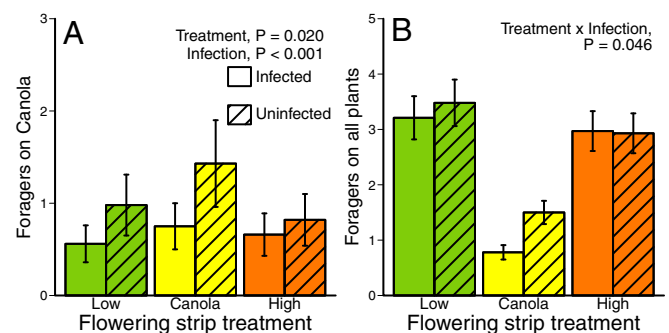 A
Treatment, P = 0.020
Infection, P < 0.001
Infected
Uninfected
Foragers on Canola
3
2
1
0
Low Canola High
Flowering strip treatment
B
Treatment x Infection,
P = 0.046
Foragers on all plants
5
4
3
2
1
0
Low Canola High
Flowering strip treatment